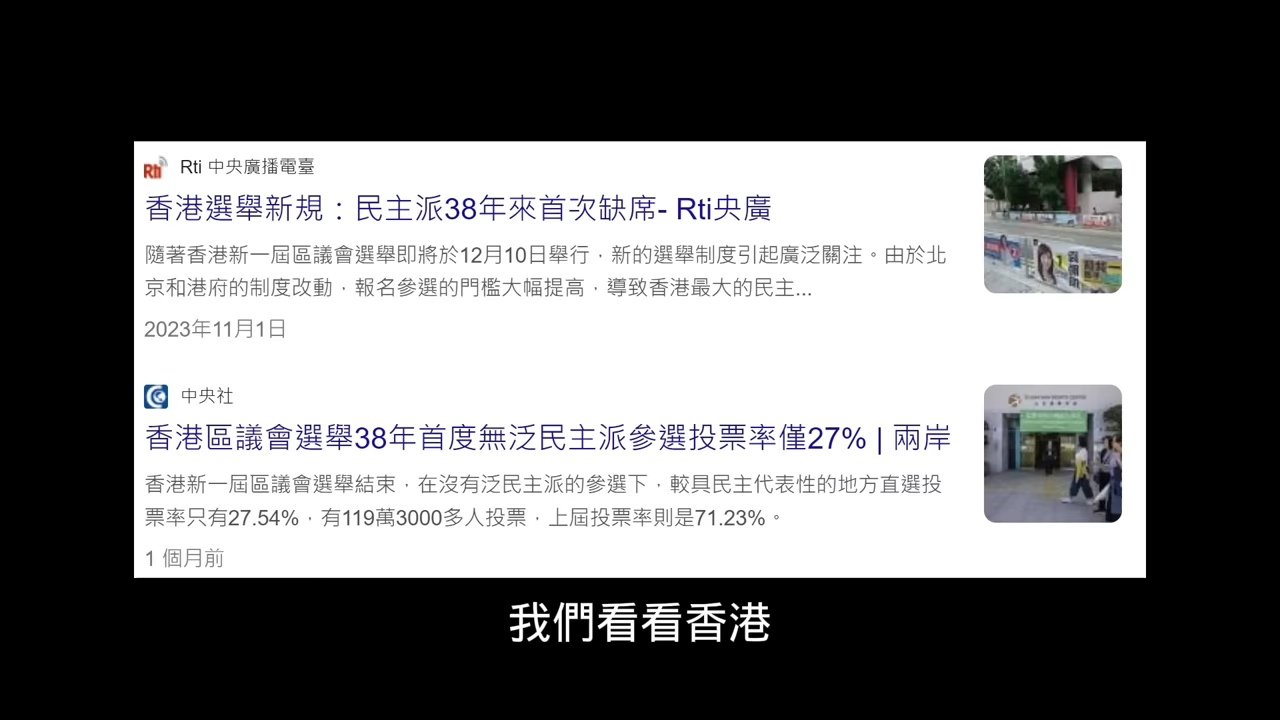 Rti 中央廣播電臺
香港選舉新規：民主派38年來首次缺席- Rti央廣
隨著香港新一屆區議會選舉即將於12月10日舉行，新的選舉制度引起廣泛關注。由於北
京和港府的制度改動，報名參選的門檻大幅提高，導致香港最大的民主...
2023年11月1日
中央社
香港區議會選舉38年首度無泛民主派參選投票率僅27% | 兩岸
香港新一屆區議會選舉結束，在沒有泛民主派的參選下，較具民主代表性的地方直選投
票率只有27.54%，有119萬3000多人投票，上屆投票率則是71.23%。
1 個月前
我們看看香港